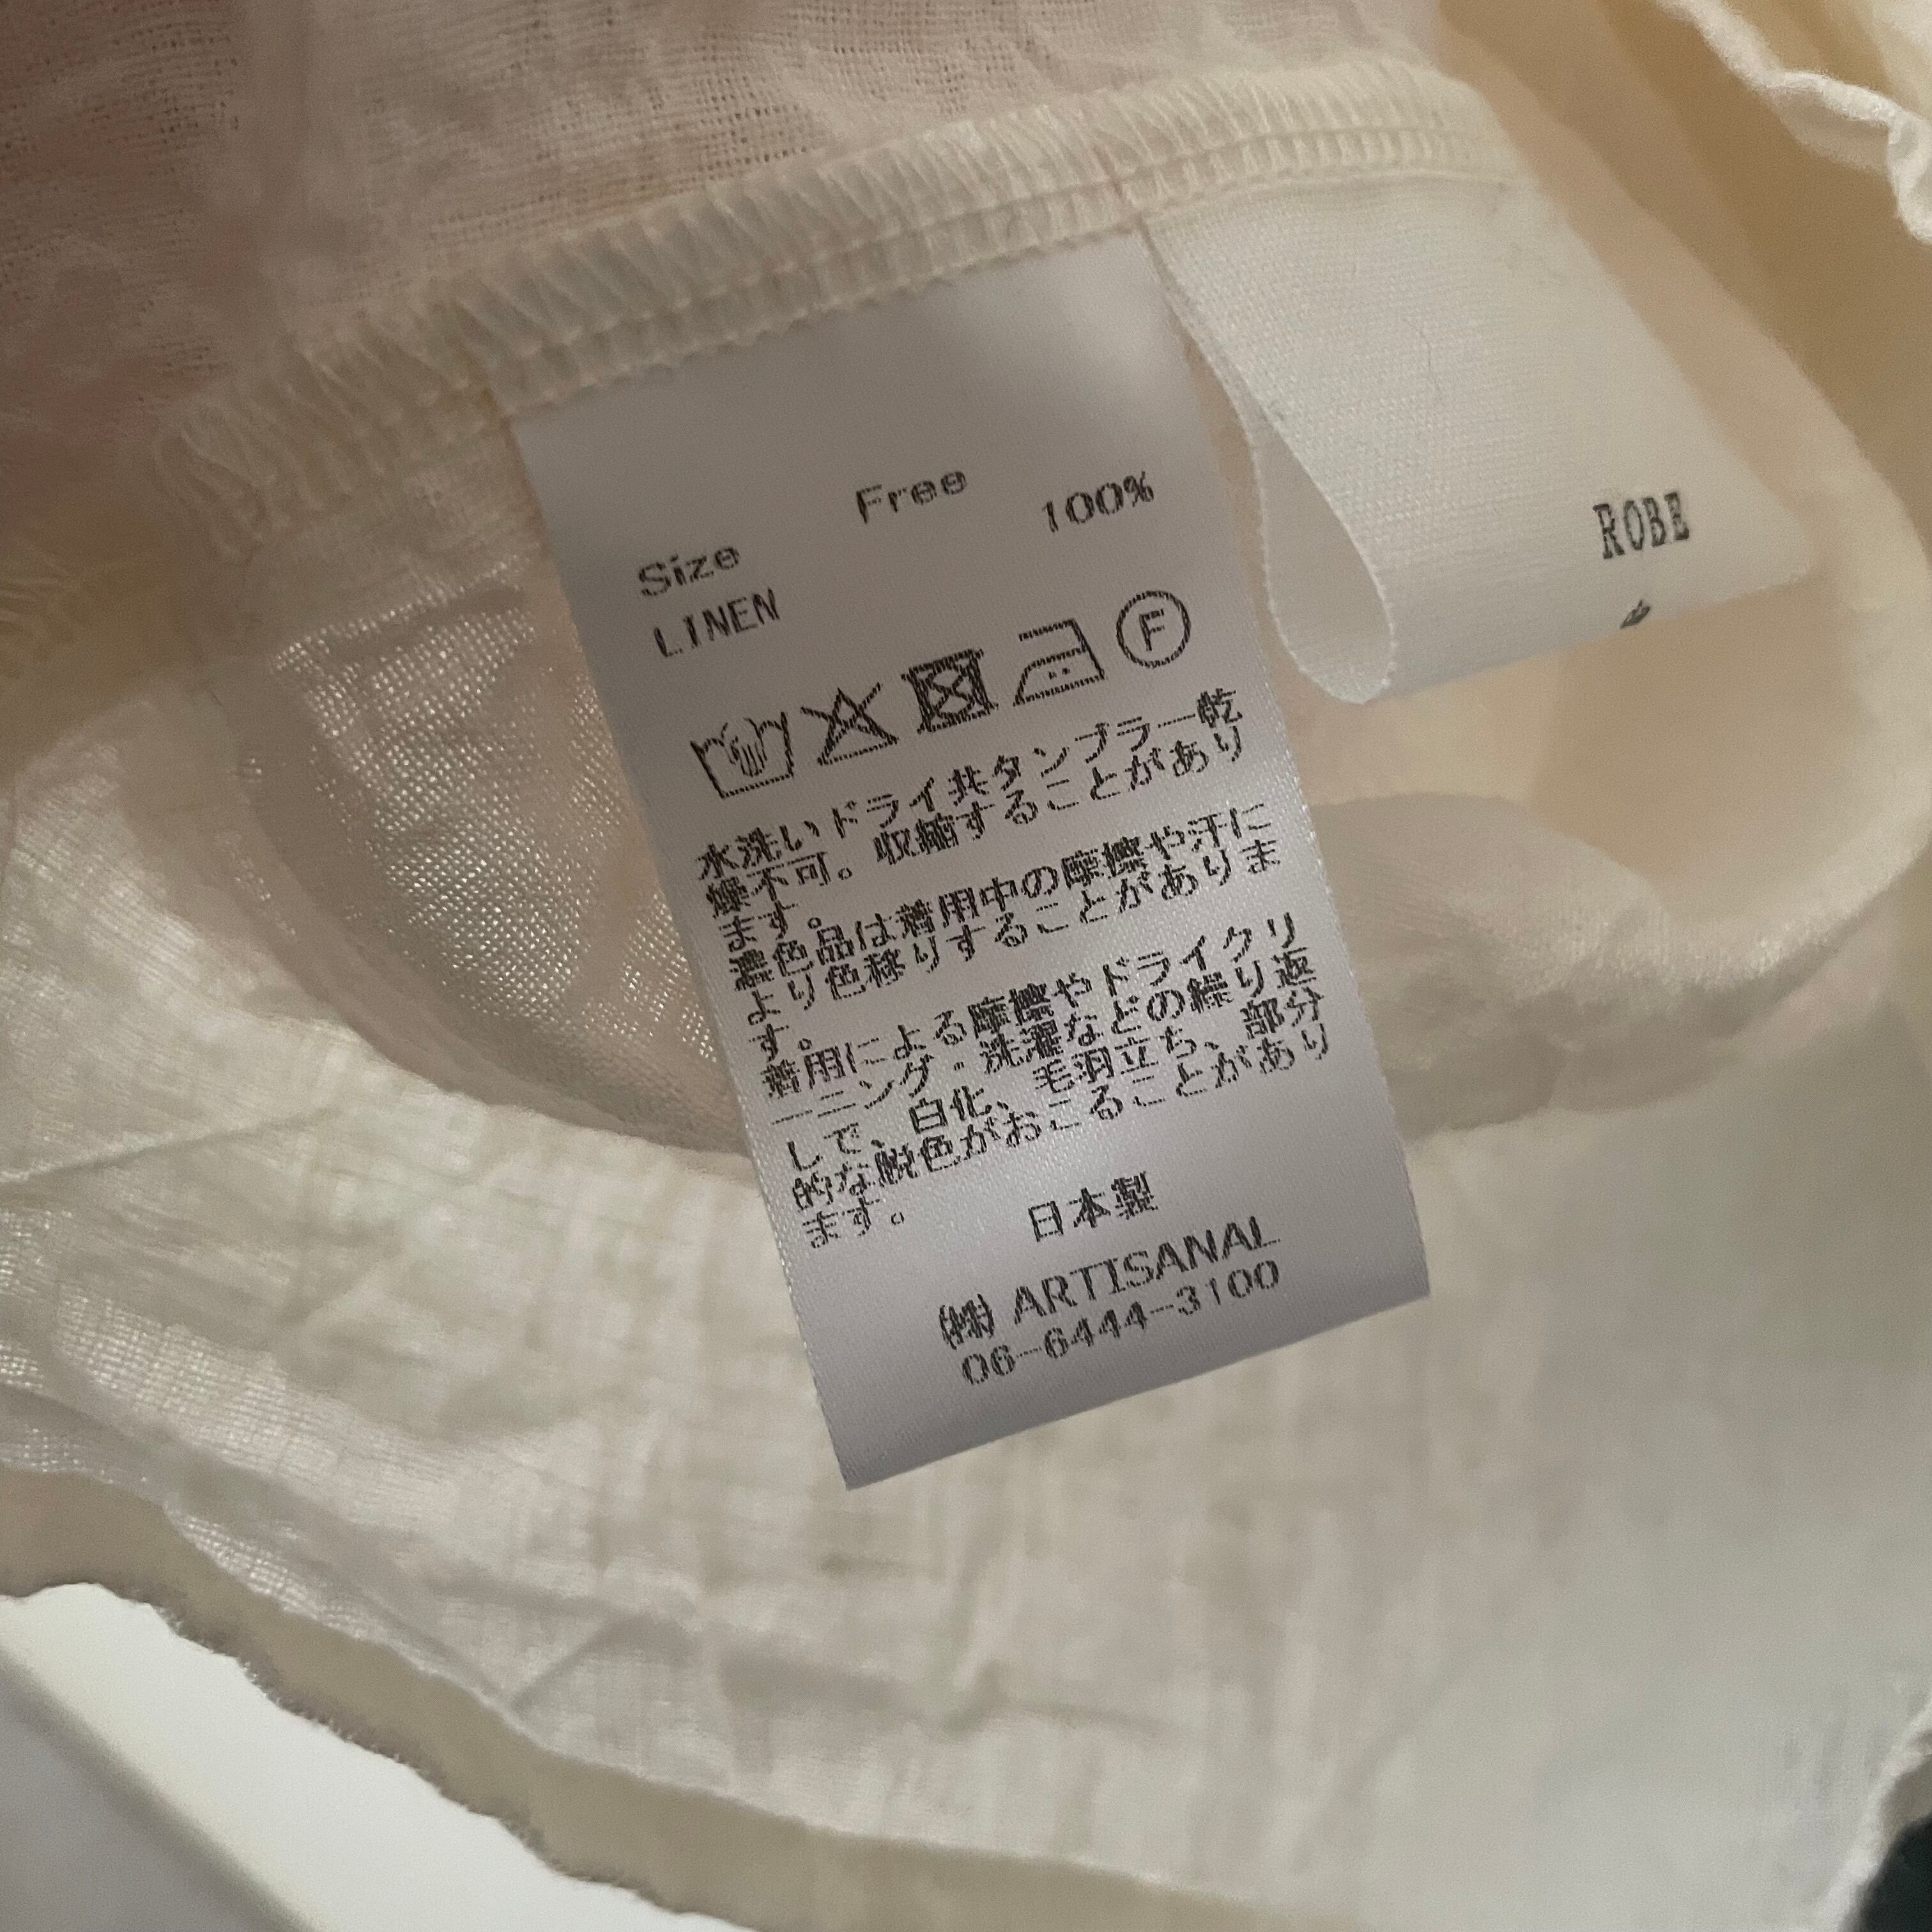 Size Free
LINEN 100%
F
水洗いドライ共タンブラー乾
燥不可。収縮することがあり
ます。
濃色品は着用中の摩擦や汗に
より色移りすることがありま
す。
着用による摩擦やドライクリ
ーニング・洗濯などの繰り返
しで、白化、毛羽立ち、部分
的な脱色がおこることがあり
ます。
日本製
㈱ ARTISANAL
06-6444-3100
ROBE